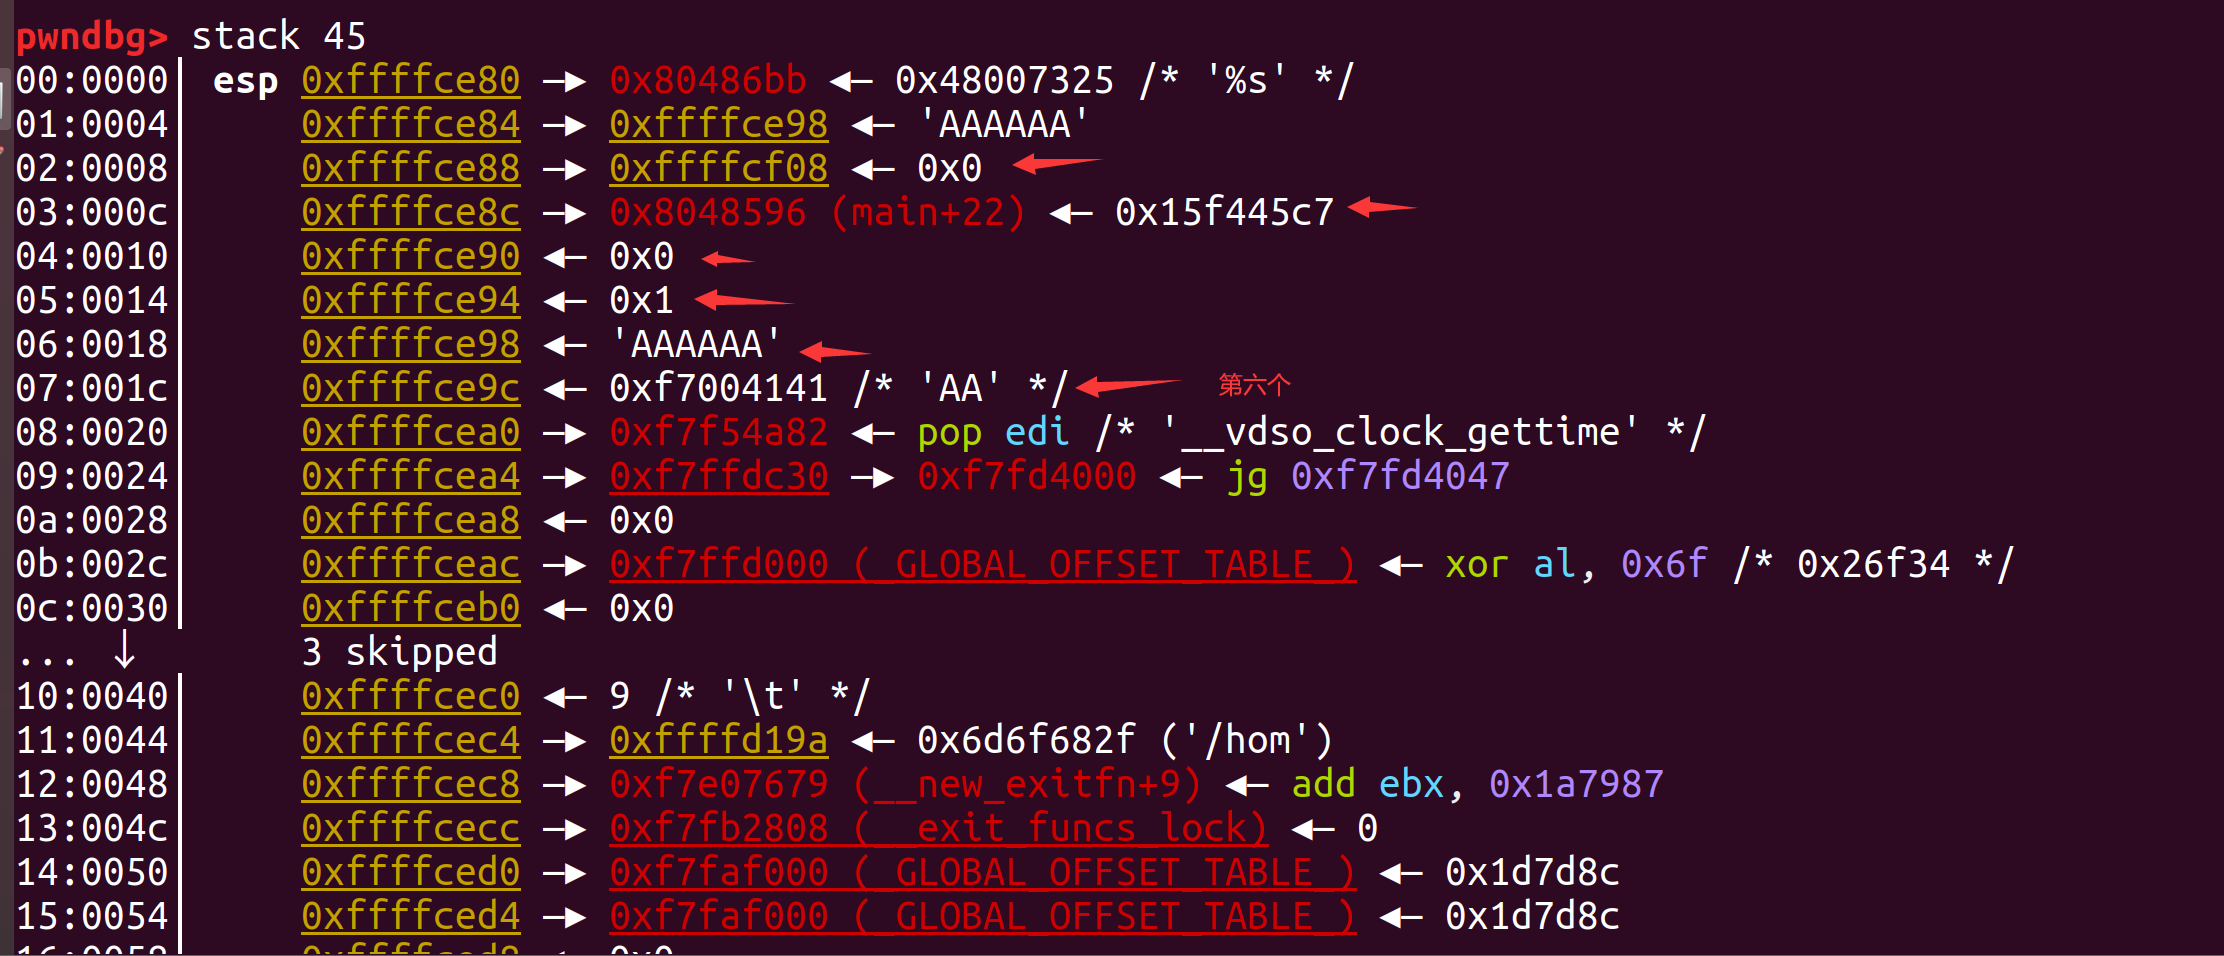 pwndbg> stack 45
00:0000│ esp 0xffffce80 —▸ 0x80486bb ◂— 0x48007325 /* '%s' */
01:0004│ 0xffffce84 —▸ 0xffffce98 ◂— 'AAAAAA'
02:0008│ 0xffffce88 —▸ 0xffffcf08 ◂— 0x0
03:000c│ 0xffffce8c —▸ 0x8048596 (main+22) ◂— 0x15f445c7
04:0010│ 0xffffce90 ◂— 0x0
05:0014│ 0xffffce94 ◂— 0x1
06:0018│ 0xffffce98 ◂— 'AAAAAA'
07:001c│ 0xffffce9c ◂— 0xf7004141 /* 'AA' */ 第六个
08:0020│ 0xffffcea0 —▸ 0xf7f54a82 ◂— pop edi /* '__vdso_clock_gettime' */
09:0024│ 0xffffcea4 —▸ 0xf7ffdc30 —▸ 0xf7fd4000 ◂— jg 0xf7fd4047
0a:0028│ 0xffffcea8 ◂— 0x0
0b:002c│ 0xffffceac —▸ 0xf7ffd000 (_GLOBAL_OFFSET_TABLE_) ◂— xor al, 0x6f /* 0x26f34 */
0c:0030│ 0xffffceb0 ◂— 0x0
... ↓ 3 skipped
10:0040│ 0xffffcec0 ◂— 9 /* '\t' */
11:0044│ 0xffffcec4 —▸ 0xffffd19a ◂— 0x6d6f682f ('/hom')
12:0048│ 0xffffcec8 —▸ 0xf7e07679 (__new_exitfn+9) ◂— add ebx, 0x1a7987
13:004c│ 0xffffcecc —▸ 0xf7fb2808 (__exit_funcs_lock) ◂— 0
14:0050│ 0xffffced0 —▸ 0xf7faf000 (_GLOBAL_OFFSET_TABLE_) ◂— 0x1d7d8c
15:0054│ 0xffffced4 —▸ 0xf7faf000 (_GLOBAL_OFFSET_TABLE_) ◂— 0x1d7d8c